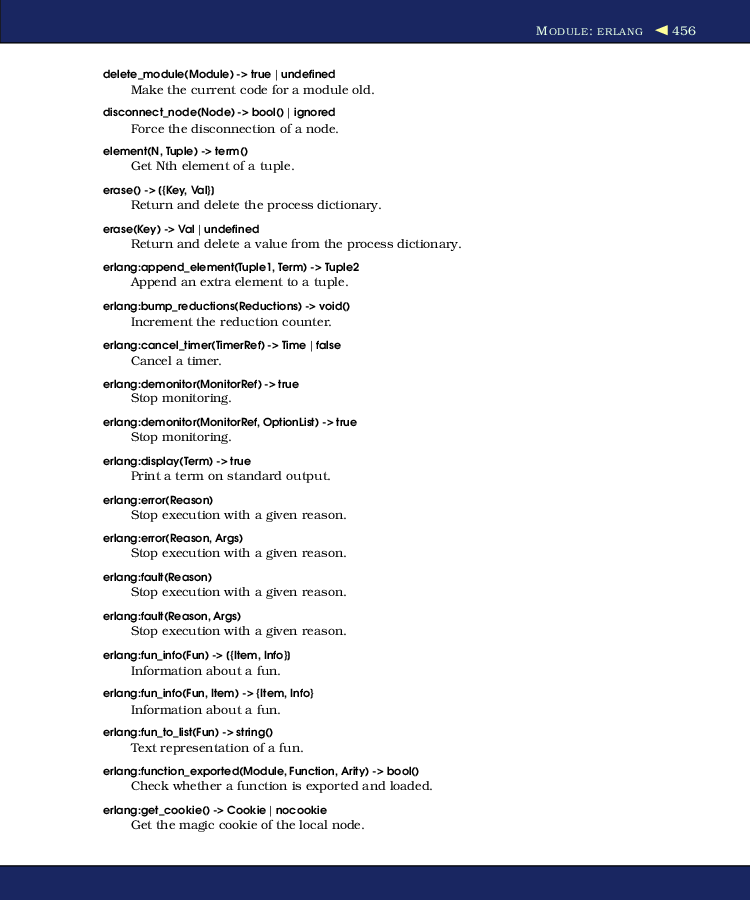 MODULE: ERLANG ◀ 456
delete_module(Module) -> true | undefined
Make the current code for a module old.
disconnect_node(Node) -> bool() | ignored
Force the disconnection of a node.
element(N, Tuple) -> term()
Get Nth element of a tuple.
erase() -> [{Key, Val}]
Return and delete the process dictionary.
erase(Key) -> Val | undefined
Return and delete a value from the process dictionary.
erlang:append_element(Tuple1, Term) -> Tuple2
Append an extra element to a tuple.
erlang:bump_reductions(Reductions) -> void()
Increment the reduction counter.
erlang:cancel_timer(TimerRef) -> Time | false
Cancel a timer.
erlang:demonitor(MonitorRef) -> true
Stop monitoring.
erlang:demonitor(MonitorRef, OptionList) -> true
Stop monitoring.
erlang:display(Term) -> true
Print a term on standard output.
erlang:error(Reason)
Stop execution with a given reason.
erlang:error(Reason, Args)
Stop execution with a given reason.
erlang:fault(Reason)
Stop execution with a given reason.
erlang:fault(Reason, Args)
Stop execution with a given reason.
erlang:fun_info(Fun) -> [{Item, Info}]
Information about a fun.
erlang:fun_info(Fun, Item) -> {Item, Info}
Information about a fun.
erlang:fun_to_list(Fun) -> string()
Text representation of a fun.
erlang:function_exported(Module, Function, Arity) -> bool()
Check whether a function is exported and loaded.
erlang:get_cookie() -> Cookie | nocookie
Get the magic cookie of the local node.